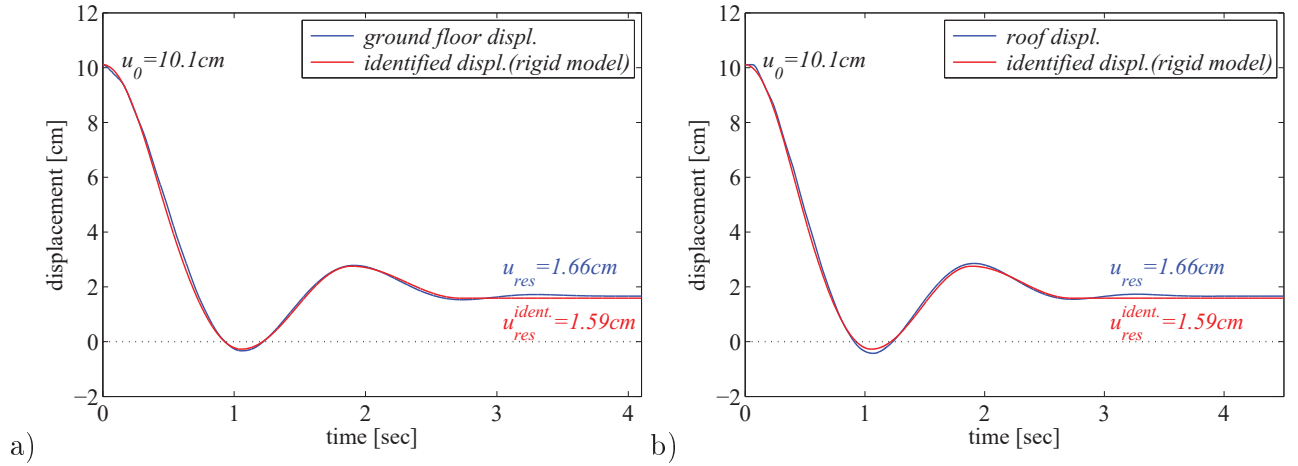 12
10
8
6
4
2
0
−2
displacement [cm]
u0=10.1cm
ground floor displ.
identified displ.(rigid model)
ures=1.66cm
ures^ident.=1.59cm
0
1
2
3
4
time [sec]
a)
12
10
8
6
4
2
0
−2
displacement [cm]
u0=10.1cm
roof displ.
identified displ.(rigid model)
ures=1.66cm
ures^ident.=1.59cm
0
1
2
3
4
time [sec]
b)